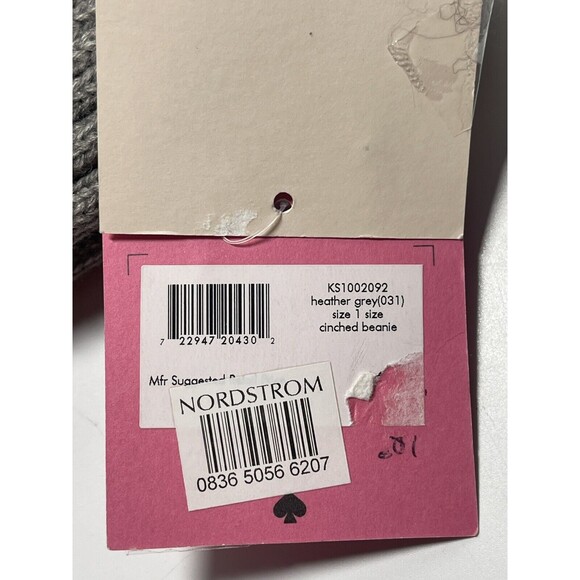 KS1002092
heather grey(031)
size 1 size
cinched beanie
7 22947 20430 2
Mfr Suggested
NORDSTROM
0836 5056 6207